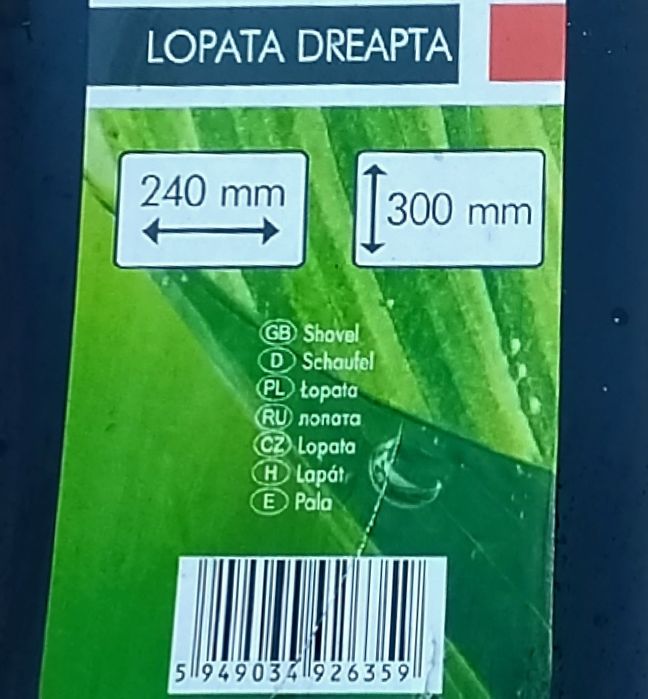 LOPATA DREAPTA
240 mm
300 mm
GB Shovel
D Schaufel
PL Łopata
RU лопата
CZ Lopata
H Lapát
E Pala
5 949034 926359